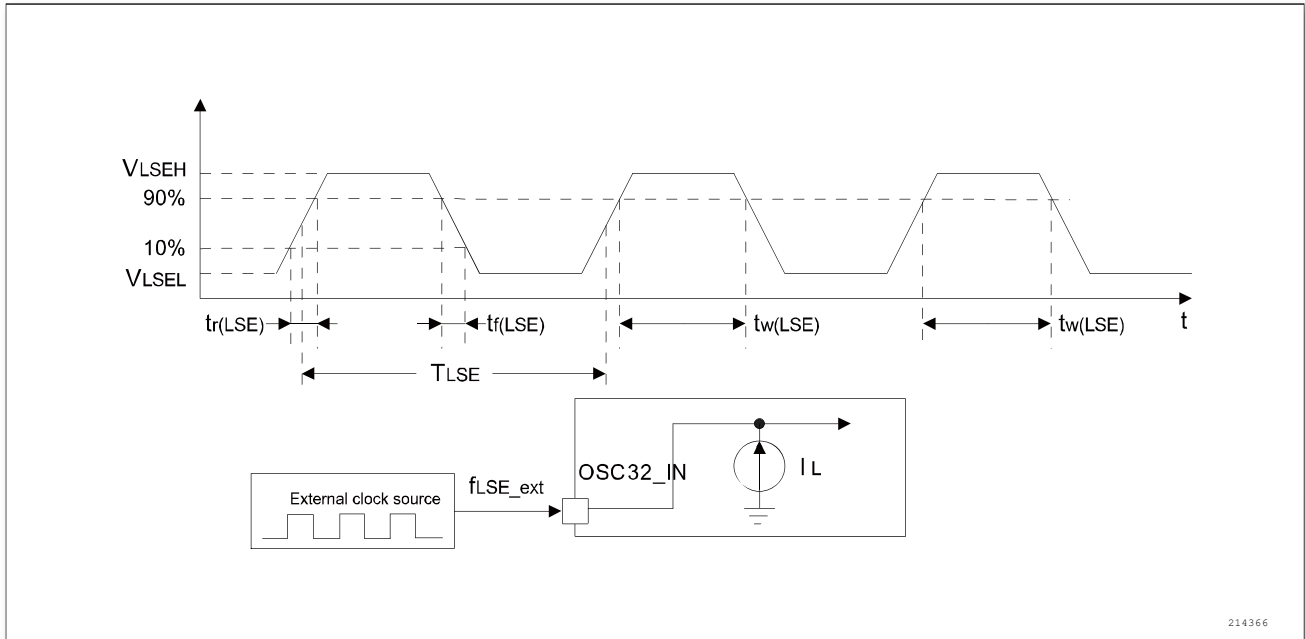 VLSEH
90%
10%
VLSEL
tr(LSE)
tf(LSE)
tw(LSE)
tw(LSE)
t
TLSE
OSC32_IN
IL
External clock source
fLSE_ext
214366